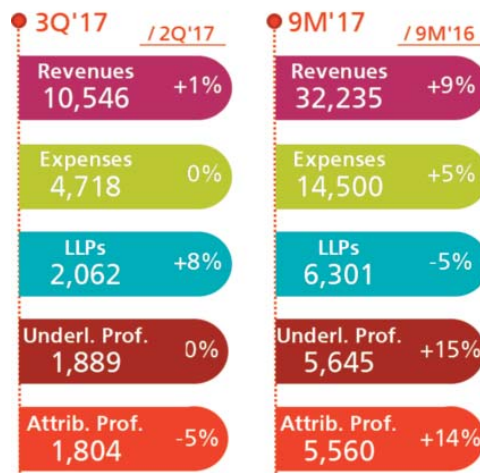 3Q'17
/ 2Q'17
Revenues
10,546 +1%
Expenses
4,718 0%
LLPs
2,062 +8%
Underl. Prof.
1,889 0%
Attrib. Prof.
1,804 -5%
9M'17
/ 9M'16
Revenues
32,235 +9%
Expenses
14,500 +5%
LLPs
6,301 -5%
Underl. Prof.
5,645 +15%
Attrib. Prof.
5,560 +14%